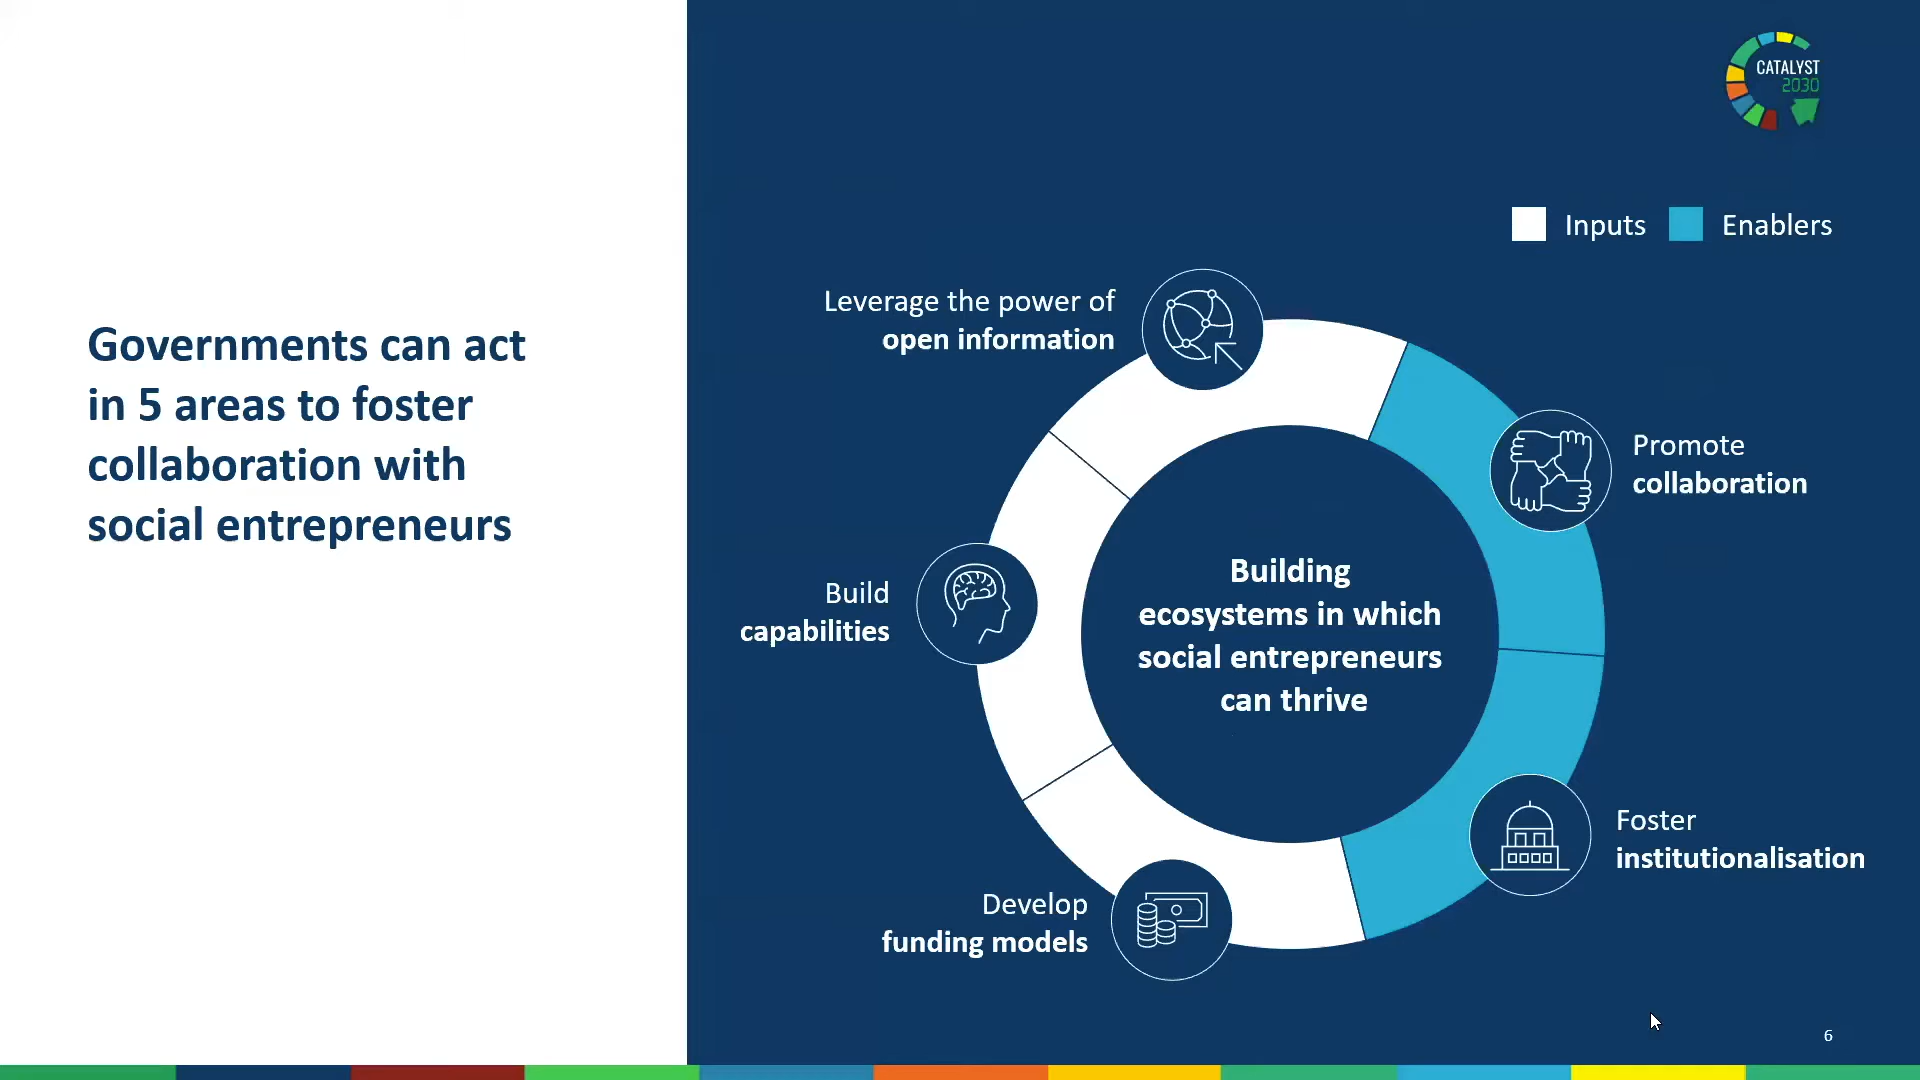 Governments can act
in 5 areas to foster
collaboration with
social entrepreneurs
CATALYST
2030
Inputs
Enablers
Leverage the power of
open information
Promote
collaboration
Build
capabilities
Building
ecosystems in which
social entrepreneurs
can thrive
Foster
institutionalisation
Develop
funding models
6